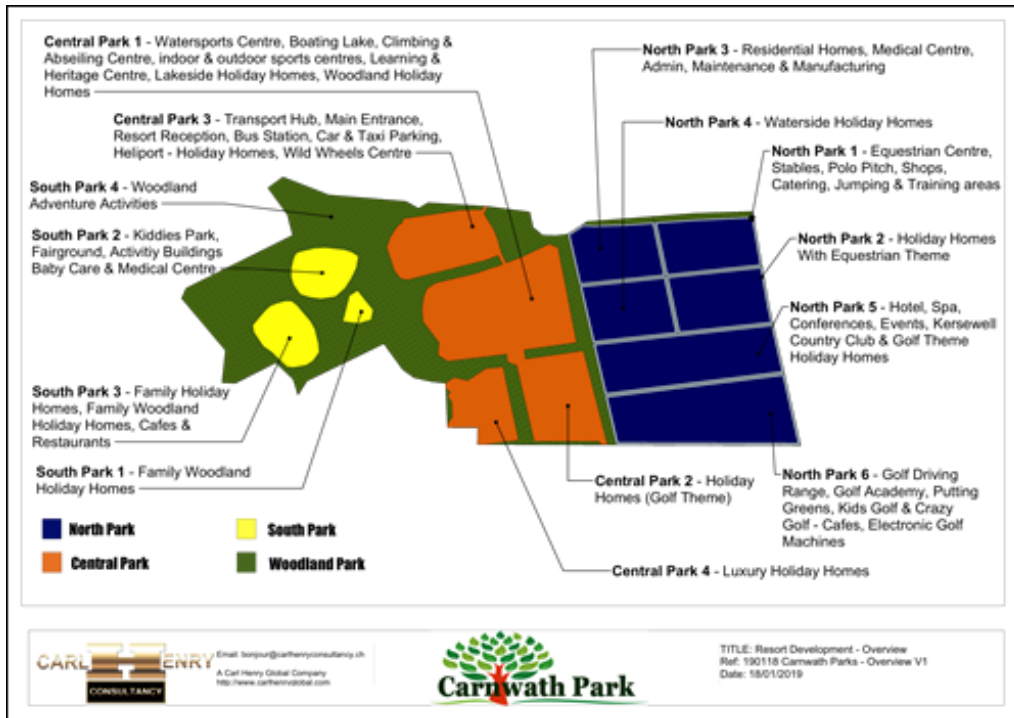 Central Park 1 - Watersports Centre, Boating Lake, Climbing &
Abseiling Centre, indoor & outdoor sports centres, Learning &
Heritage Centre, Lakeside Holiday Homes, Woodland Holiday
Homes
Central Park 3 - Transport Hub, Main Entrance,
Resort Reception, Bus Station, Car & Taxi Parking,
Heliport - Holiday Homes, Wild Wheels Centre
South Park 4 - Woodland
Adventure Activities
South Park 2 - Kiddies Park,
Fairground, Activitiy Buildings
Baby Care & Medical Centre
South Park 3 - Family Holiday
Homes, Family Woodland
Holiday Homes, Cafes &
Restaurants
South Park 1 - Family Woodland
Holiday Homes
North Park 3 - Residential Homes, Medical Centre,
Admin, Maintenance & Manufacturing
North Park 4 - Waterside Holiday Homes
North Park 1 - Equestrian Centre,
Stables, Polo Pitch, Shops,
Catering, Jumping & Training areas
North Park 2 - Holiday Homes
With Equestrian Theme
North Park 5 - Hotel, Spa,
Conferences, Events, Kersewell
Country Club & Golf Theme
Holiday Homes
North Park 6 - Golf Driving
Range, Golf Academy, Putting
Greens, Kids Golf & Crazy
Golf - Cafes, Electronic Golf
Machines
Central Park 2 - Holiday
Homes (Golf Theme)
Central Park 4 - Luxury Holiday Homes
North Park
South Park
Central Park
Woodland Park
CARL HENRY
CONSULTANCY
Email: bonjour@carlhenryconsultancy.ch
A Carl Henry Global Company
http://www.carlhenryglobal.com
Carnwath Park
TITLE: Resort Development - Overview
Ref: 190118 Carnwath Parks - Overview V1
Date: 18/01/2019